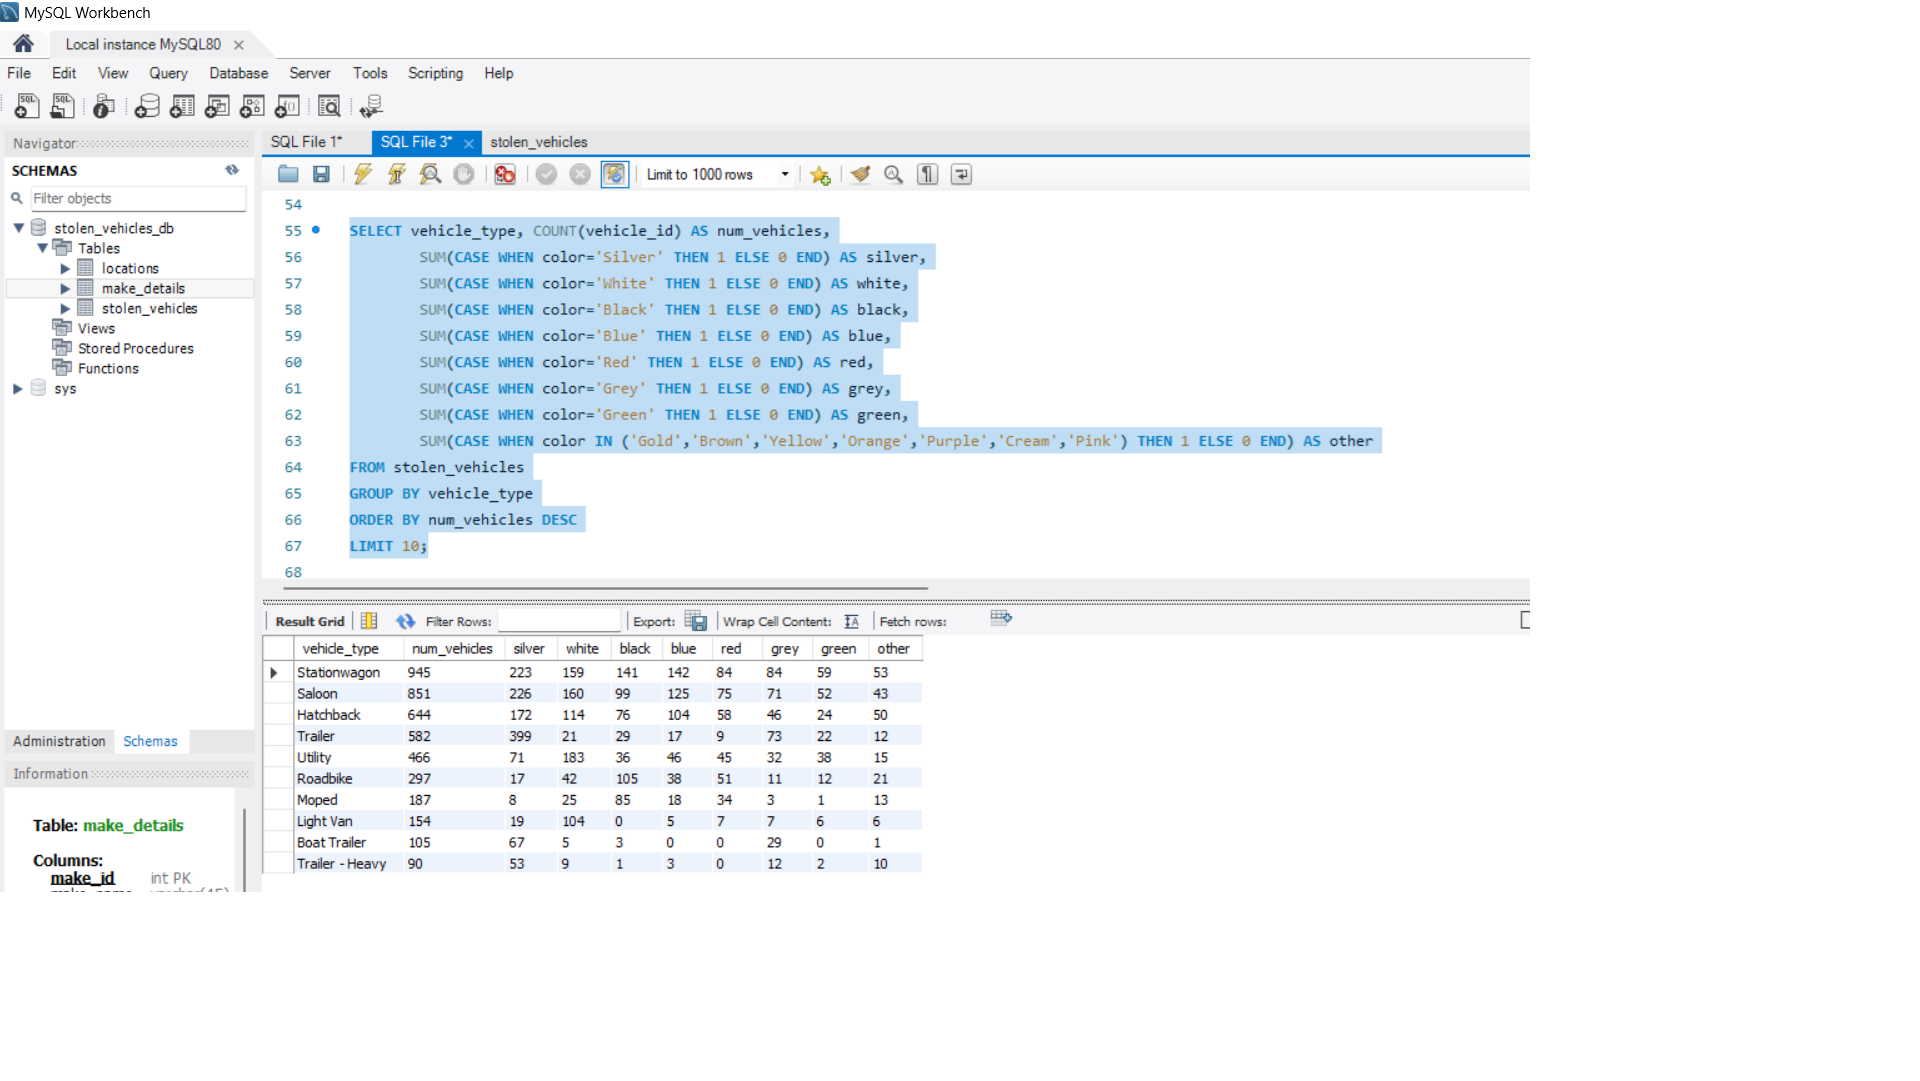 MySQL Workbench
Local instance MySQL80
File Edit View Query Database Server Tools Scripting Help
Navigator
SCHEMAS
Filter objects
stolen_vehicles_db
Tables
locations
make_details
stolen_vehicles
Views
Stored Procedures
Functions
sys
Administration Schemas
Information
Table: make_details
Columns:
make_id int PK
SQL File 1* SQL File 3* stolen_vehicles
Limit to 1000 rows
54
55 SELECT vehicle_type, COUNT(vehicle_id) AS num_vehicles,
56 SUM(CASE WHEN color='Silver' THEN 1 ELSE 0 END) AS silver,
57 SUM(CASE WHEN color='White' THEN 1 ELSE 0 END) AS white,
58 SUM(CASE WHEN color='Black' THEN 1 ELSE 0 END) AS black,
59 SUM(CASE WHEN color='Blue' THEN 1 ELSE 0 END) AS blue,
60 SUM(CASE WHEN color='Red' THEN 1 ELSE 0 END) AS red,
61 SUM(CASE WHEN color='Grey' THEN 1 ELSE 0 END) AS grey,
62 SUM(CASE WHEN color='Green' THEN 1 ELSE 0 END) AS green,
63 SUM(CASE WHEN color IN ('Gold','Brown','Yellow','Orange','Purple','Cream','Pink') THEN 1 ELSE 0 END) AS other
64 FROM stolen_vehicles
65 GROUP BY vehicle_type
66 ORDER BY num_vehicles DESC
67 LIMIT 10;
68
Result Grid Filter Rows: Export: Wrap Cell Content: Fetch rows:
vehicle_type num_vehicles silver white black blue red grey green other
Stationwagon 945 223 159 141 142 84 84 59 53
Saloon 851 226 160 99 125 75 71 52 43
Hatchback 644 172 114 76 104 58 46 24 50
Trailer 582 399 21 29 17 9 73 22 12
Utility 466 71 183 36 46 45 32 38 15
Roadbike 297 17 42 105 38 51 11 12 21
Moped 187 8 25 85 18 34 3 1 13
Light Van 154 19 104 0 5 7 7 6 6
Boat Trailer 105 67 5 3 0 0 29 0 1
Trailer - Heavy 90 53 9 1 3 0 12 2 10